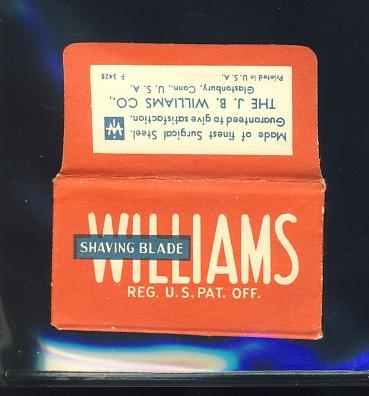 Made of finest Surgical Steel.
Guaranteed to give satisfaction.
THE J. B. WILLIAMS CO.,
Glastonbury, Conn., U. S. A.
F 3428
Printed in U. S. A.
WILLIAMS
SHAVING BLADE
REG. U.S. PAT. OFF.